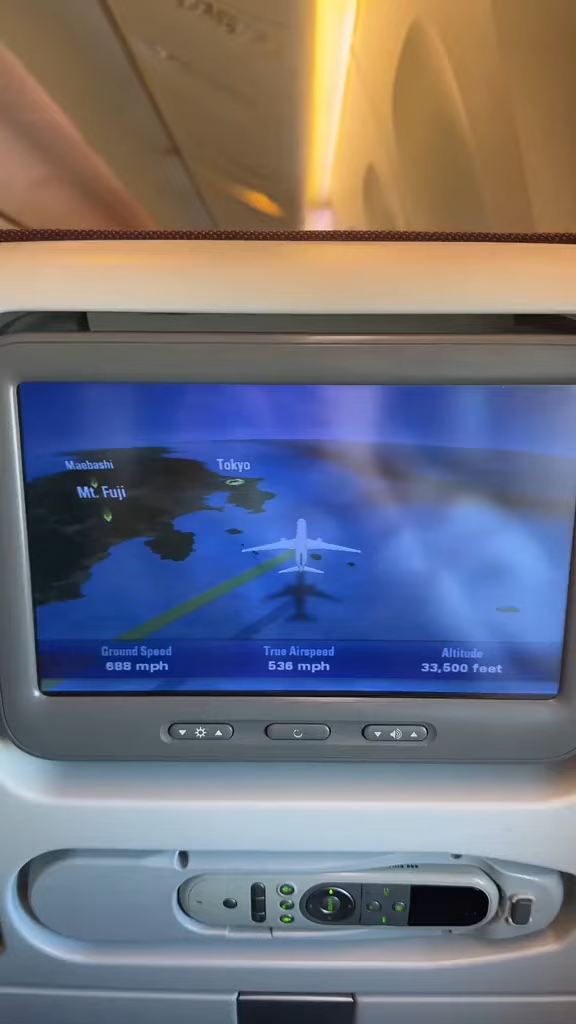 Maebashi
Tokyo
Mt. Fuji
Ground Speed
True Airspeed
Altitude
688 mph
536 mph
33,500 feet